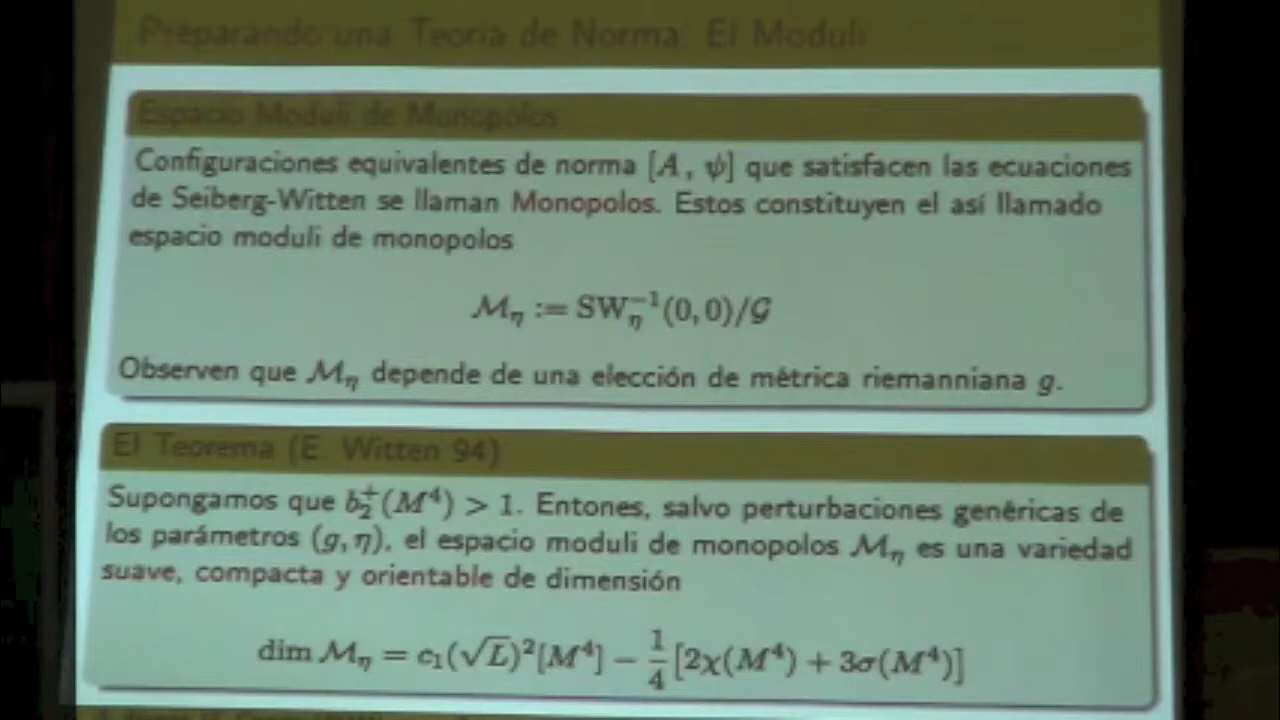 Preparando una Teoria de Norma: El Moduli
Espacio Moduli de Monopolos
Configuraciones equivalentes de norma [A, ψ] que satisfacen las ecuaciones
de Seiberg-Witten se llaman Monopolos. Estos constituyen el así llamado
espacio moduli de monopolos
ℳ_η := SW_η^{-1}(0, 0)/𝒢
Observen que ℳ_η depende de una elección de métrica riemanniana g.
El Teorema (E. Witten 94)
Supongamos que b_2^+(M^4) > 1. Entones, salvo perturbaciones genéricas de
los parámetros (g, η), el espacio moduli de monopolos ℳ_η es una variedad
suave, compacta y orientable de dimensión
dim ℳ_η = c_1(√L)^2[M^4] − 1/4 [2χ(M^4) + 3σ(M^4)]